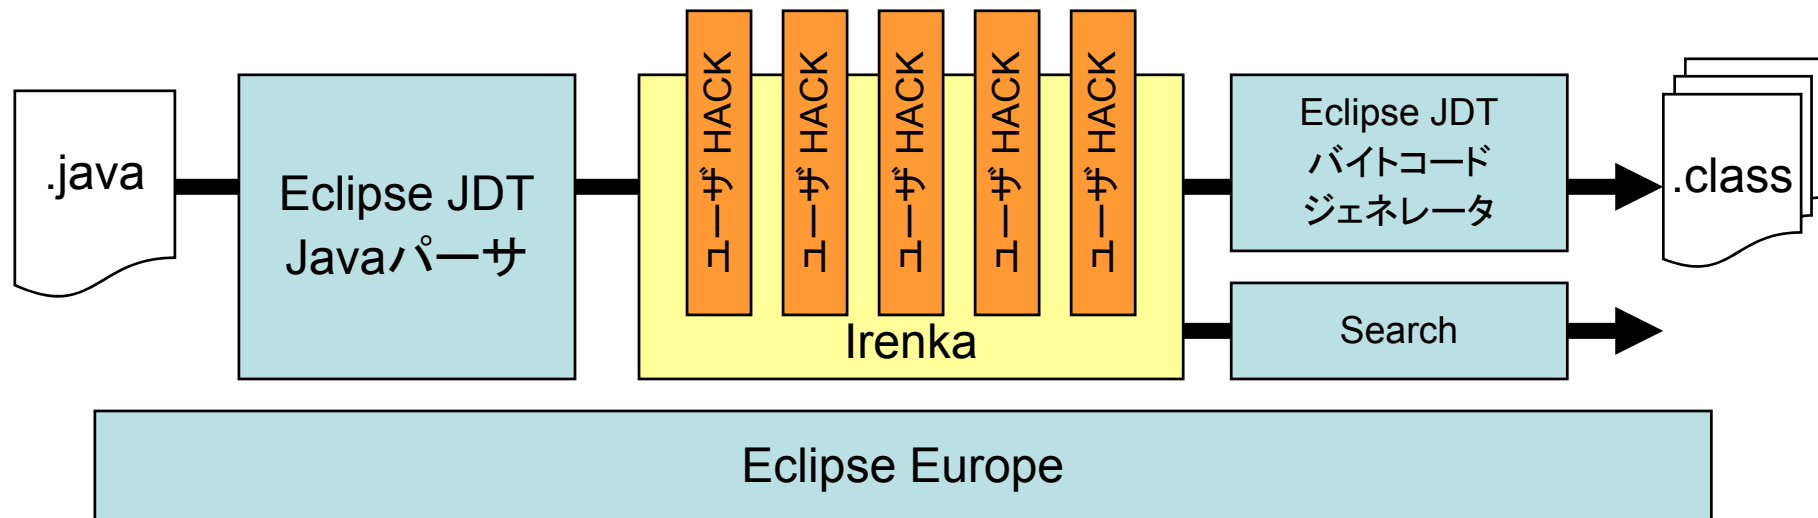 .java
Eclipse JDT
Javaパーサ
ユーザ HACK
ユーザ HACK
ユーザ HACK
ユーザ HACK
ユーザ HACK
Irenka
Eclipse JDT
バイトコード
ジェネレータ
Search
.class
Eclipse Europe